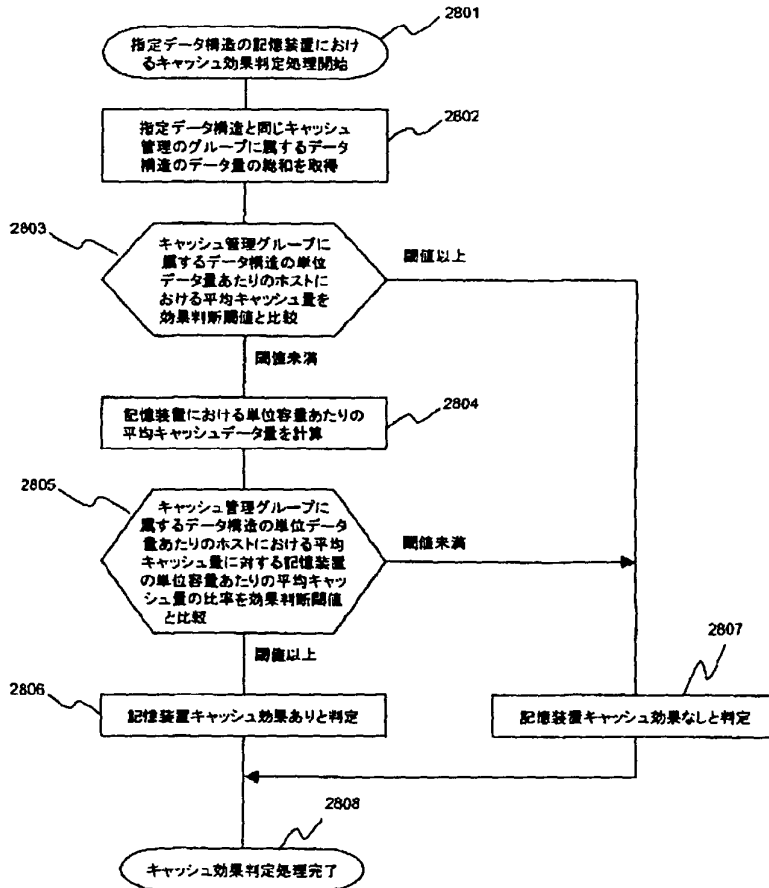 2801
指定データ構造の記憶装置におけ
るキャッシュ効果判定処理開始
2802
指定データ構造と同じキャッシュ
管理のグループに属するデータ
構造のデータ量の総和を取得
2803
キャッシュ管理グループに
属するデータ構造の単位
データ量あたりのホストに
おける平均キャッシュ量を
効果判断閾値と比較
閾値以上
閾値未満
2804
記憶装置における単位容量あたりの
平均キャッシュデータ量を計算
2805
キャッシュ管理グループに
属するデータ構造の単位データ
量あたりのホストにおける平均
キャッシュ量に対する記憶装置
の単位容量あたりの平均キャッ
シュ量の比率を効果判断閾値
と比較
閾値未満
閾値以上
2806
記憶装置キャッシュ効果ありと判定
2807
記憶装置キャッシュ効果なしと判定
2808
キャッシュ効果判定処理完了